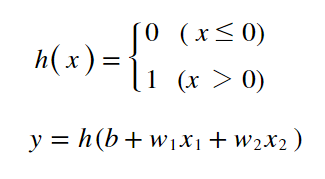 h(x) = { 0 (x ≤ 0)
1 (x > 0)
y = h(b + w₁x₁ + w₂x₂)